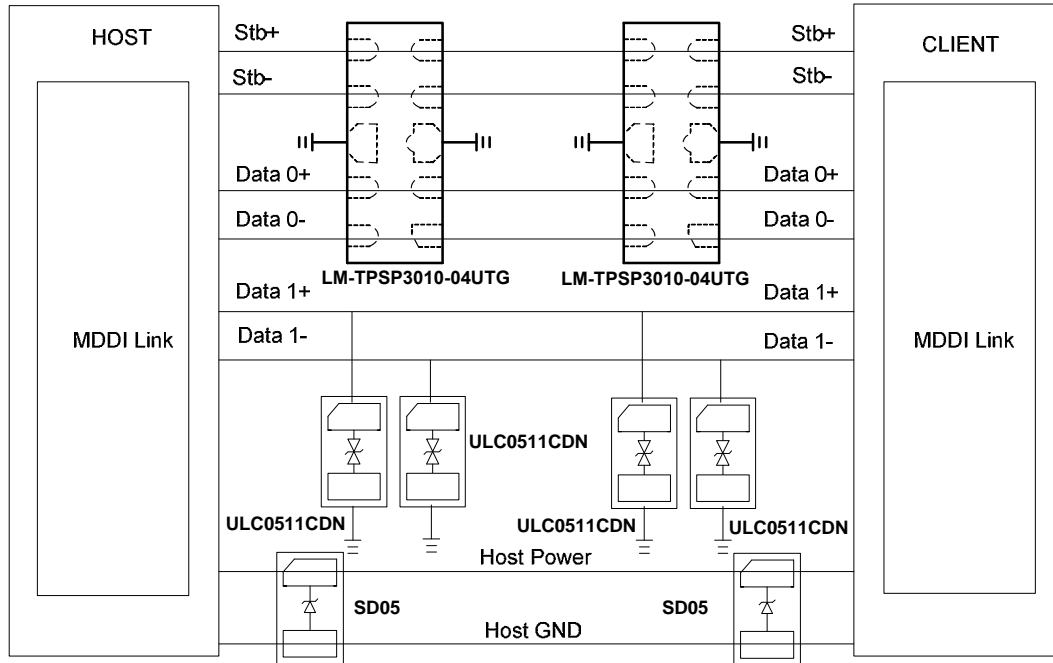 HOST
CLIENT
Stb+
Stb+
Stb-
Stb-
Data 0+
Data 0+
Data 0-
Data 0-
LM-TPSP3010-04UTG
LM-TPSP3010-04UTG
Data 1+
Data 1+
MDDI Link
Data 1-
Data 1-
MDDI Link
ULC0511CDN
ULC0511CDN
ULC0511CDN
ULC0511CDN
Host Power
SD05
SD05
Host GND